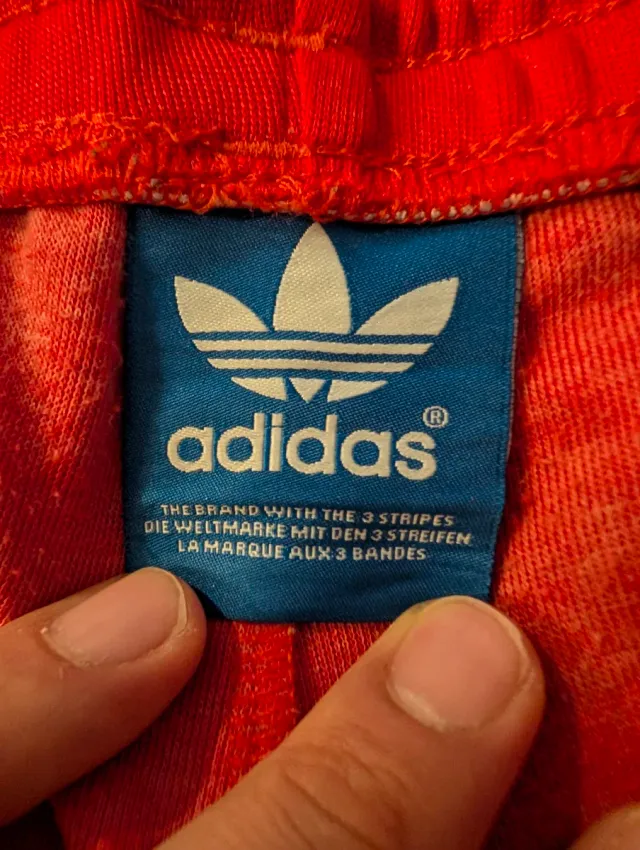 adidas®
THE BRAND WITH THE 3 STRIPES
DIE WELTMARKE MIT DEN 3 STREIFEN
LA MARQUE AUX 3 BANDES